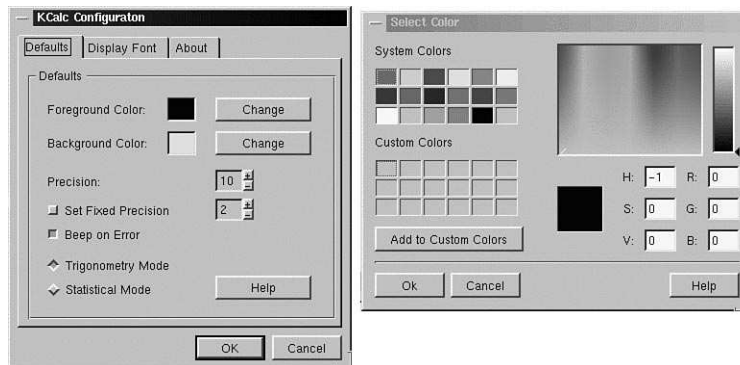 KCalc Configuraton
Defaults
Display Font
About
Defaults
Foreground Color:
Change
Background Color:
Change
Precision:
10
Set Fixed Precision
2
Beep on Error
Trigonometry Mode
Statistical Mode
Help
OK
Cancel
Select Color
System Colors
Custom Colors
H: -1 R: 0
S: 0 G: 0
V: 0 B: 0
Add to Custom Colors
Ok
Cancel
Help